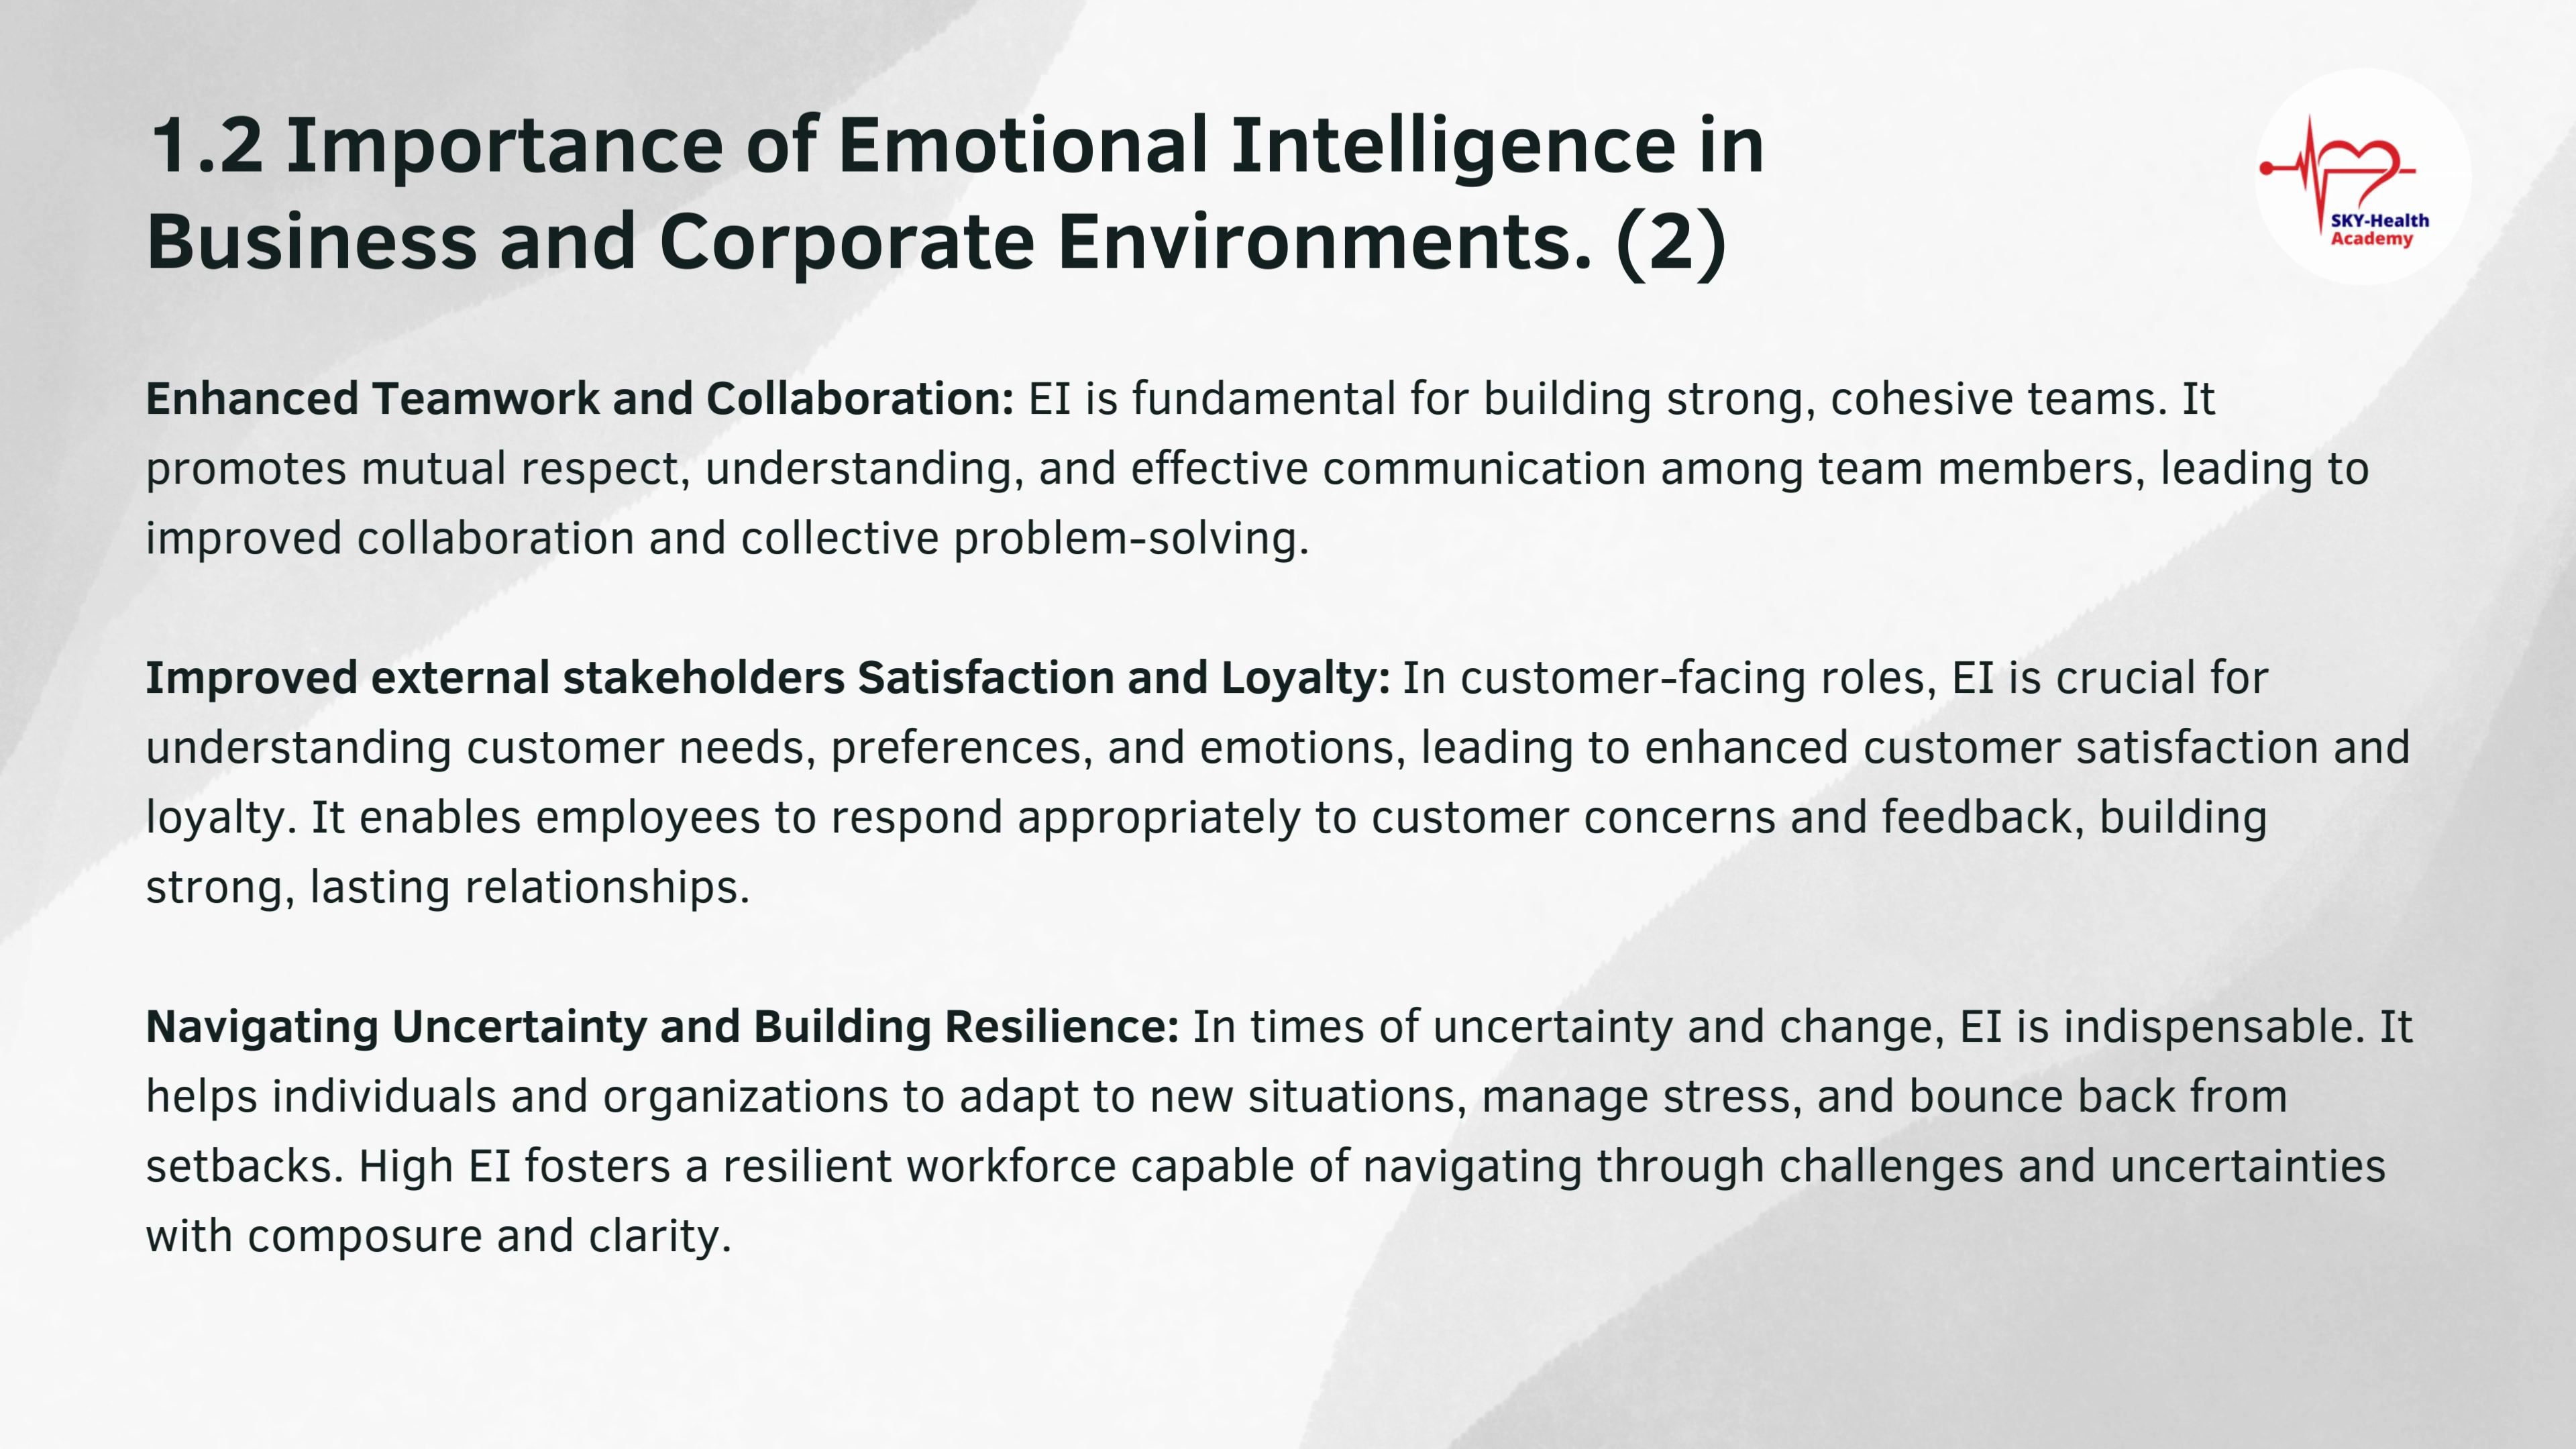 1.2 Importance of Emotional Intelligence in
Business and Corporate Environments. (2)
SKY-Health
Academy
Enhanced Teamwork and Collaboration: EI is fundamental for building strong, cohesive teams. It
promotes mutual respect, understanding, and effective communication among team members, leading to
improved collaboration and collective problem-solving.
Improved external stakeholders Satisfaction and Loyalty: In customer-facing roles, EI is crucial for
understanding customer needs, preferences, and emotions, leading to enhanced customer satisfaction and
loyalty. It enables employees to respond appropriately to customer concerns and feedback, building
strong, lasting relationships.
Navigating Uncertainty and Building Resilience: In times of uncertainty and change, EI is indispensable. It
helps individuals and organizations to adapt to new situations, manage stress, and bounce back from
setbacks. High EI fosters a resilient workforce capable of navigating through challenges and uncertainties
with composure and clarity.